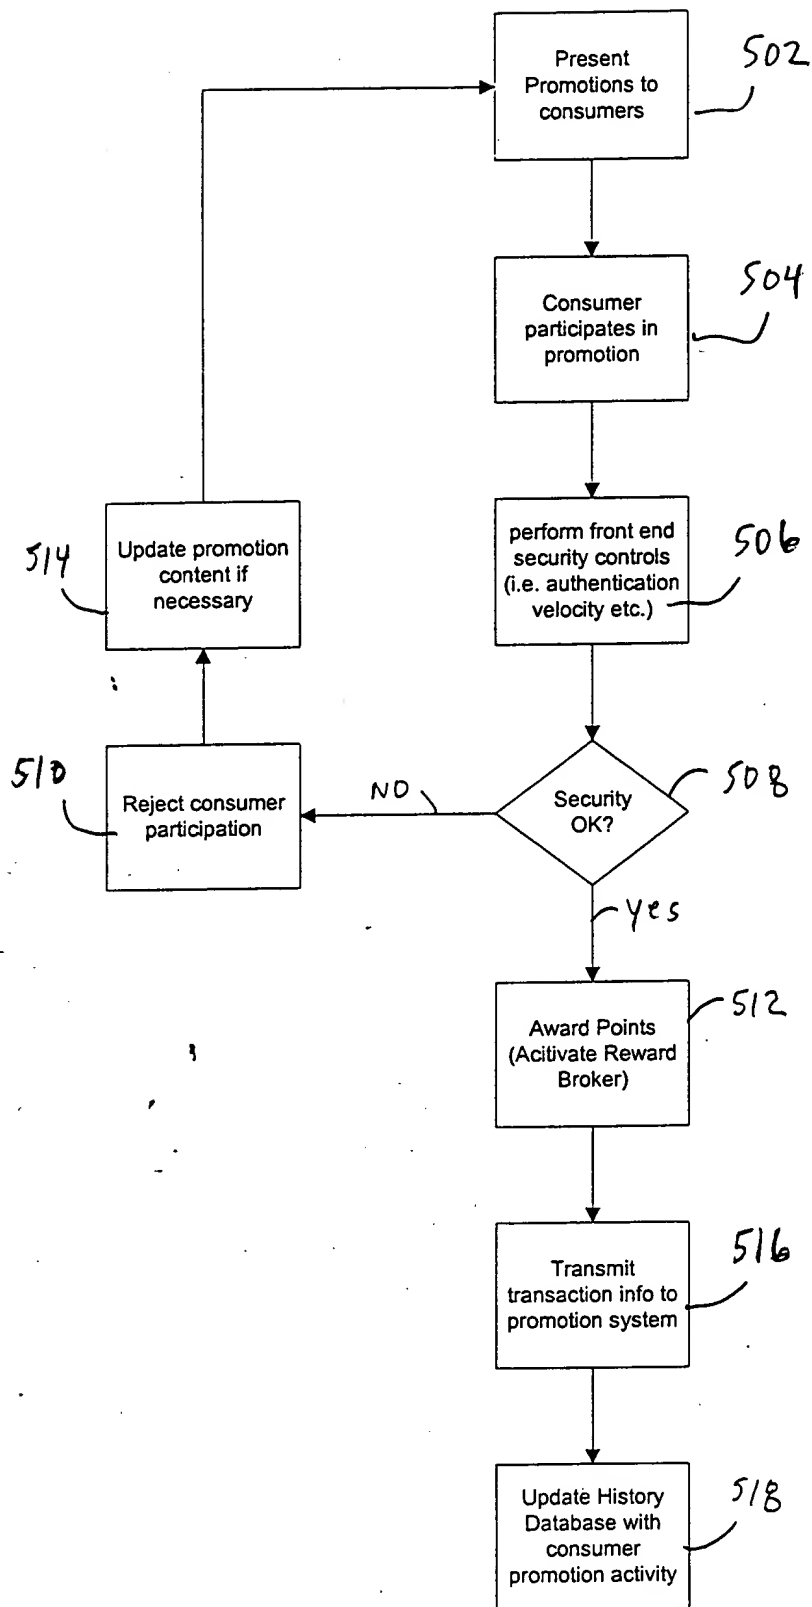 Present
Promotions to
consumers
502
Consumer
participates in
promotion
504
perform front end
security controls
(i.e. authentication
velocity etc.)
506
514
Update promotion
content if
necessary
510
Reject consumer
participation
NO
Security
OK?
508
yes
Award Points
(Acitivate Reward
Broker)
512
Transmit
transaction info to
promotion system
516
Update History
Database with
consumer
promotion activity
518